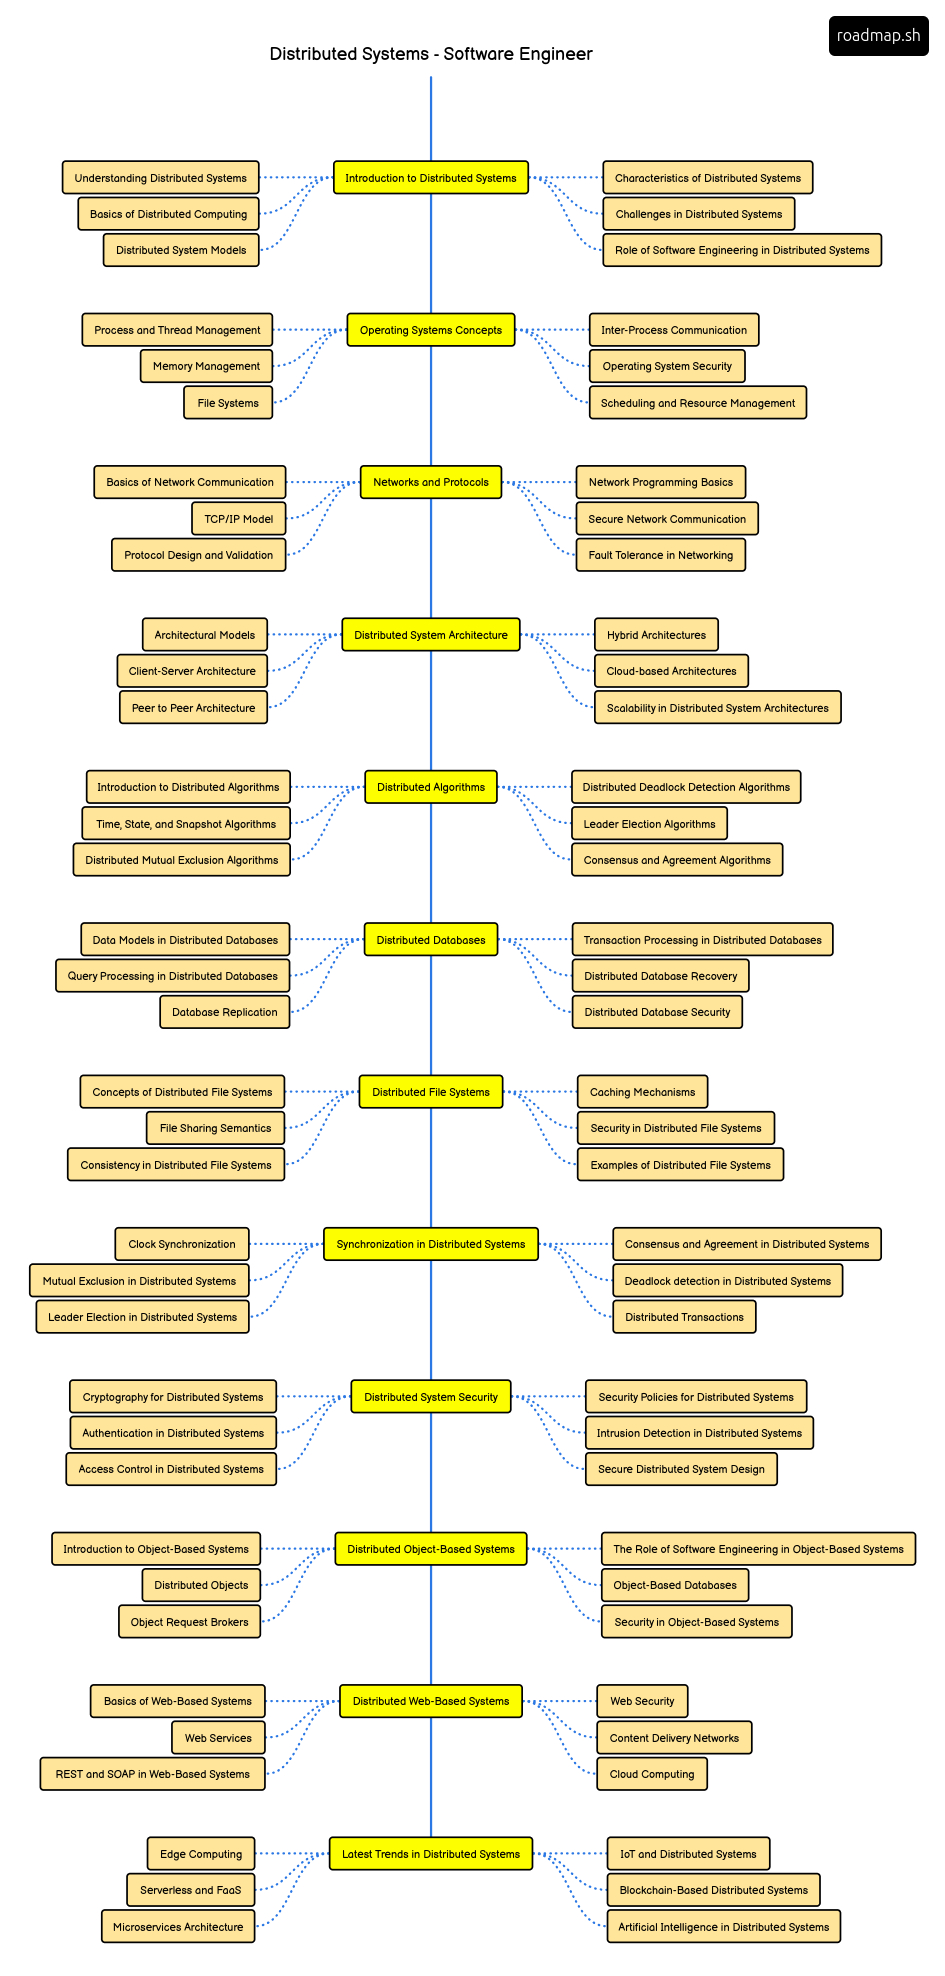 roadmap.sh
Distributed Systems - Software Engineer
Introduction to Distributed Systems
Understanding Distributed Systems
Basics of Distributed Computing
Distributed System Models
Characteristics of Distributed Systems
Challenges in Distributed Systems
Role of Software Engineering in Distributed Systems
Operating Systems Concepts
Process and Thread Management
Memory Management
File Systems
Inter-Process Communication
Operating System Security
Scheduling and Resource Management
Networks and Protocols
Basics of Network Communication
TCP/IP Model
Protocol Design and Validation
Network Programming Basics
Secure Network Communication
Fault Tolerance in Networking
Distributed System Architecture
Architectural Models
Client-Server Architecture
Peer to Peer Architecture
Hybrid Architectures
Cloud-based Architectures
Scalability in Distributed System Architectures
Distributed Algorithms
Introduction to Distributed Algorithms
Time, State, and Snapshot Algorithms
Distributed Mutual Exclusion Algorithms
Distributed Deadlock Detection Algorithms
Leader Election Algorithms
Consensus and Agreement Algorithms
Distributed Databases
Data Models in Distributed Databases
Query Processing in Distributed Databases
Database Replication
Transaction Processing in Distributed Databases
Distributed Database Recovery
Distributed Database Security
Distributed File Systems
Concepts of Distributed File Systems
File Sharing Semantics
Consistency in Distributed File Systems
Caching Mechanisms
Security in Distributed File Systems
Examples of Distributed File Systems
Synchronization in Distributed Systems
Clock Synchronization
Mutual Exclusion in Distributed Systems
Leader Election in Distributed Systems
Consensus and Agreement in Distributed Systems
Deadlock detection in Distributed Systems
Distributed Transactions
Distributed System Security
Cryptography for Distributed Systems
Authentication in Distributed Systems
Access Control in Distributed Systems
Security Policies for Distributed Systems
Intrusion Detection in Distributed Systems
Secure Distributed System Design
Distributed Object-Based Systems
Introduction to Object-Based Systems
Distributed Objects
Object Request Brokers
The Role of Software Engineering in Object-Based Systems
Object-Based Databases
Security in Object-Based Systems
Distributed Web-Based Systems
Basics of Web-Based Systems
Web Services
REST and SOAP in Web-Based Systems
Web Security
Content Delivery Networks
Cloud Computing
Latest Trends in Distributed Systems
Edge Computing
Serverless and FaaS
Microservices Architecture
IoT and Distributed Systems
Blockchain-Based Distributed Systems
Artificial Intelligence in Distributed Systems